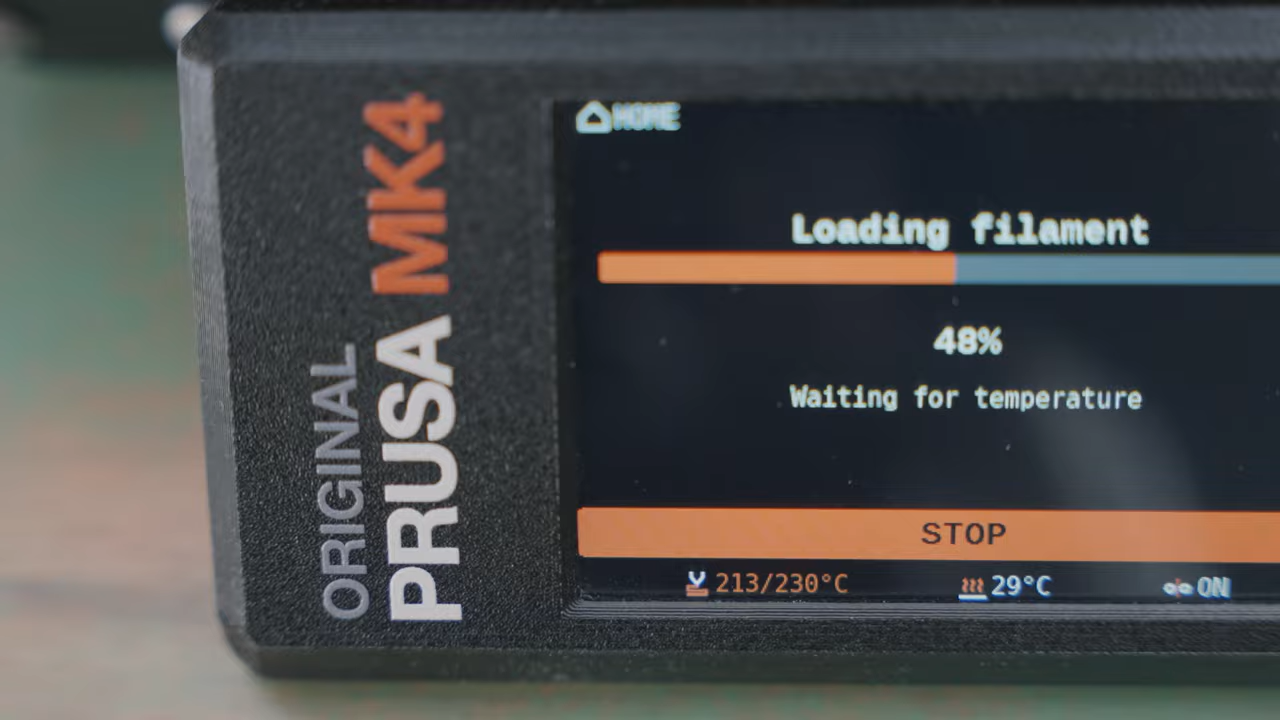 ORIGINAL
PRUSA MK4
HOME
Loading filament
48%
Waiting for temperature
STOP
213/230°C 29°C ON